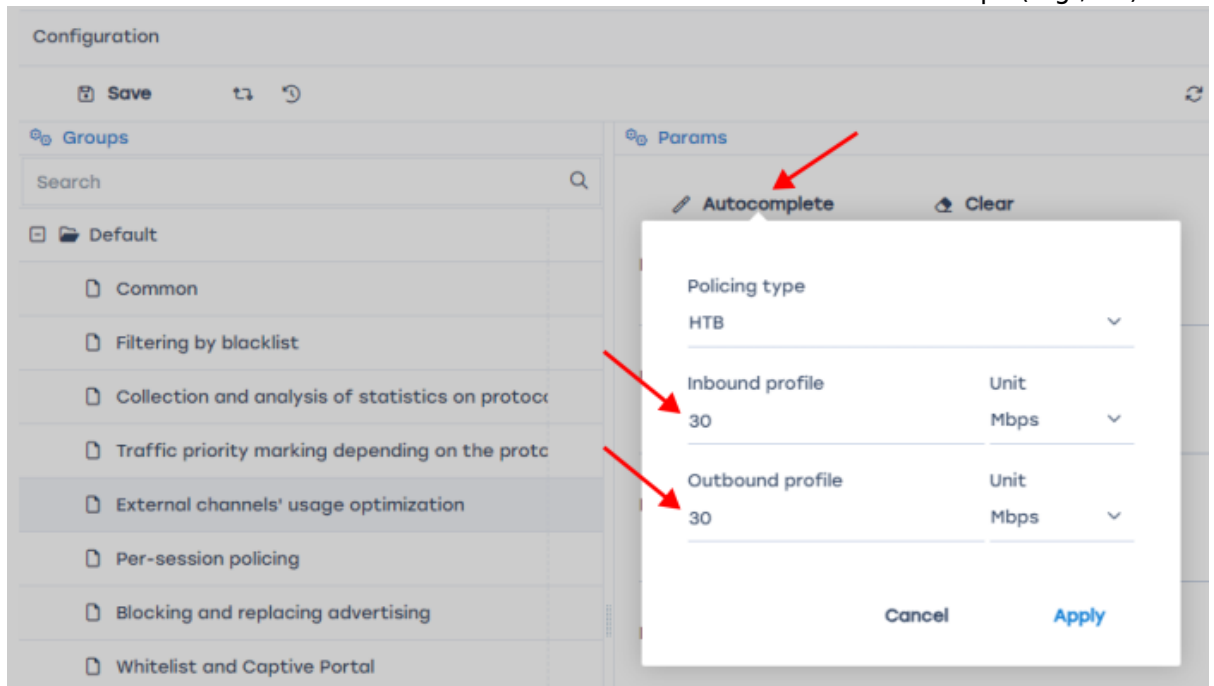 Configuration
Save
Groups
Params
Search
Autocomplete
Clear
Default
Common
Filtering by blacklist
Collection and analysis of statistics on
Traffic priority marking depending on the
External channels' usage optimization
Per-session policing
Blocking and replacing advertising
Whitelist and Captive Portal
Policing type
HTB
Inbound profile Unit
30 Mbps
Outbound profile Unit
30 Mbps
Cancel Apply